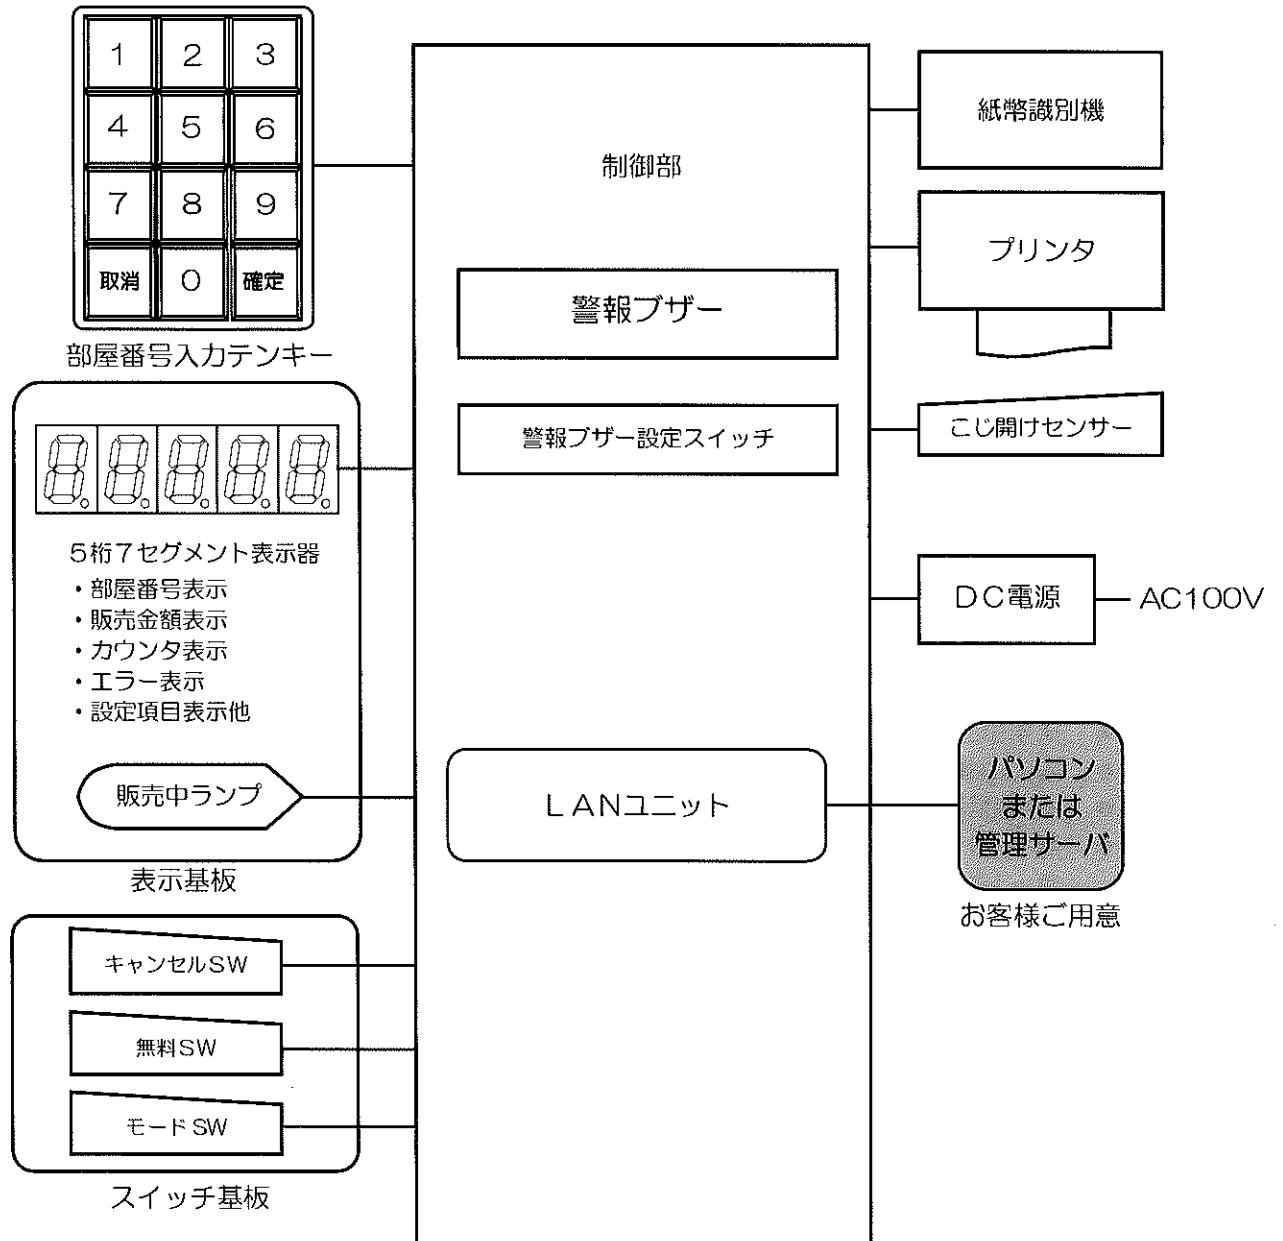 1 2 3
4 5 6
7 8 9
取消 0 確定
部屋番号入力テンキー
5桁7セグメント表示器
・部屋番号表示
・販売金額表示
・カウンタ表示
・エラー表示
・設定項目表示他
販売中ランプ
表示基板
キャンセルSW
無料SW
モードSW
スイッチ基板
制御部
警報ブザー
警報ブザー設定スイッチ
LANユニット
紙幣識別機
プリンタ
こじ開けセンサー
DC電源
AC100V
パソコン
または
管理サーバ
お客様ご用意